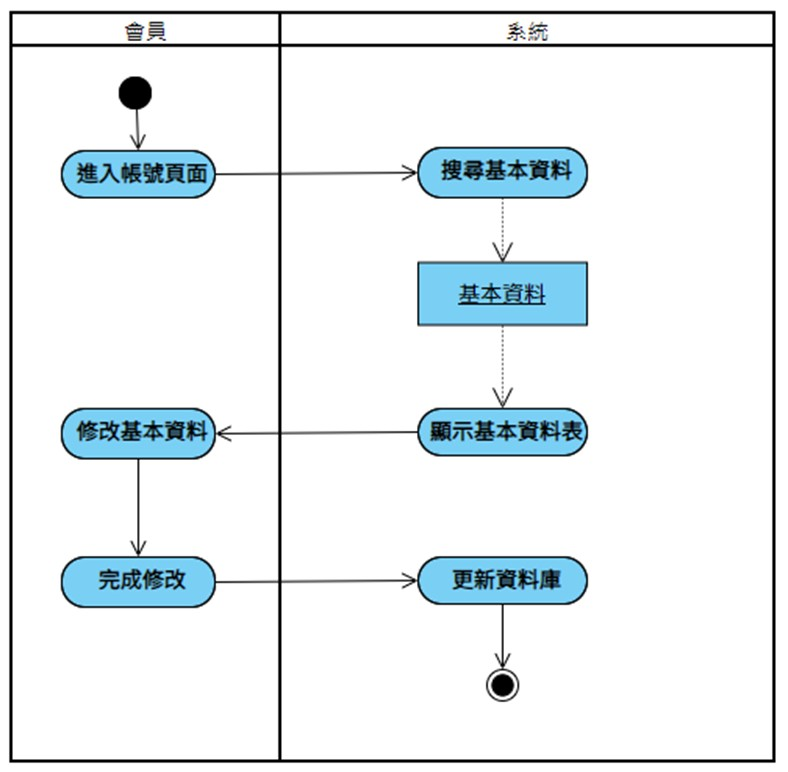 會員
系統
進入帳號頁面
搜尋基本資料
基本資料
修改基本資料
顯示基本資料表
完成修改
更新資料庫